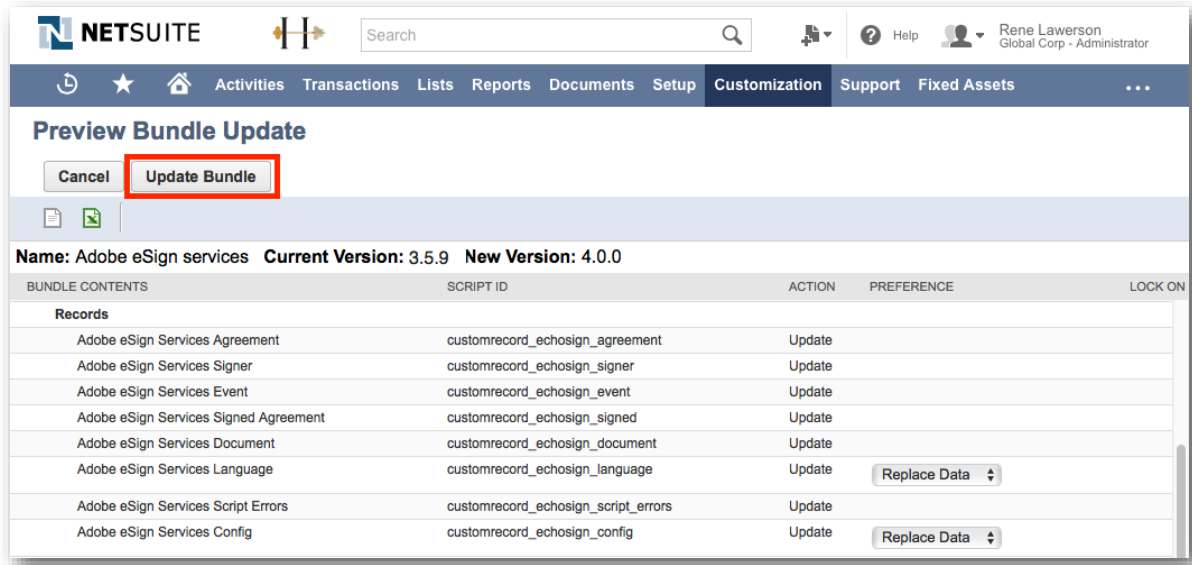 NETSUITE
H
Search
Help
Rene Lawerson
Global Corp - Administrator
Activities Transactions Lists Reports Documents Setup Customization Support Fixed Assets ...
Preview Bundle Update
Cancel Update Bundle
Name: Adobe eSign services Current Version: 3.5.9 New Version: 4.0.0
BUNDLE CONTENTS SCRIPT ID ACTION PREFERENCE LOCK ON
Records
Adobe eSign Services Agreement customrecord_echosign_agreement Update
Adobe eSign Services Signer customrecord_echosign_signer Update
Adobe eSign Services Event customrecord_echosign_event Update
Adobe eSign Services Signed Agreement customrecord_echosign_signed Update
Adobe eSign Services Document customrecord_echosign_document Update
Adobe eSign Services Language customrecord_echosign_language Update Replace Data
Adobe eSign Services Script Errors customrecord_echosign_script_errors Update
Adobe eSign Services Config customrecord_echosign_config Update Replace Data